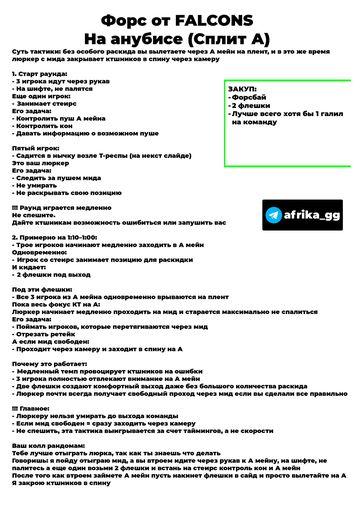 Форс от FALCONS
На анубисе (Сплит А)
Суть тактики: без особого раскида вы вылетаете через А мейн на плент, и в это же время
люркер с мида закрывает ктшников в спину через камеру
1. Старт раунда:
- 3 игрока идут через рукав
- На шифте, не палятся
Еще один игрок:
- Занимает стеирс
Его задача:
- Контролить пуш А мейна
- Контролить кон
- Давать информацию о возможном пуше
ЗАКУП:
- Форсбай
- 2 флешки
- Лучше всего хотя бы 1 галил
на команду
Пятый игрок:
- Садится в нычку возле Т-респы (на некст слайде)
Это ваш люркер
Его задача:
- Следить за пушем мида
- Не умирать
- Не раскрывать свою позицию
afrika_gg
!!! Раунд играется медленно
Не спешите.
Дайте ктшникам возможность ошибиться или запушить вас
2. Примерно на 1:10-1:00:
- Трое игроков начинают медленно заходить в А мейн
Одновременно:
- Игрок со стеирс занимает позицию для раскидки
И кидает:
- 2 флешки под выход
Под эти флешки:
- Все 3 игрока из А мейна одновременно врываются на плент
Пока весь фокус КТ на А:
Люркер начинает медленно проходить на мид и старается максимально не спалиться
Его задача:
- Поймать игроков, которые перетягиваются через мид
- Отрезать ретейк
А если мид свободен:
- Проходит через камеру и заходит в спину на А
Почему это работает:
- Медленный темп провоцирует ктшников на ошибки
- 3 игрока полностью отвлекают внимание на А мейн
- Две флешки создают комфортный выход даже без большого количества раскида
- Люркер почти всегда получает свободный проход через мид если вы сделали все правильно
!!! Главное:
- Люркеру нельзя умирать до выхода команды
- Если мид свободен = сразу заходить через камеру
- Не спешить, эта тактика выигрывается за счет таймингов, а не скорости
Ваш колл рандомам:
Тебе лучше отыграть люрка, так как ты знаешь что делать
Говоришь: я пойду отыграю мид, а вы втроем идите через рукав к А мейну, на шифте, не
палитесь а еще один возьми 2 флешки и встань на стеирс контроль кон и А мейн
После того как втроем займете А мейн пусть накинет флешки в сайд и просто вылетайте на А
Я закрою ктшников в спину